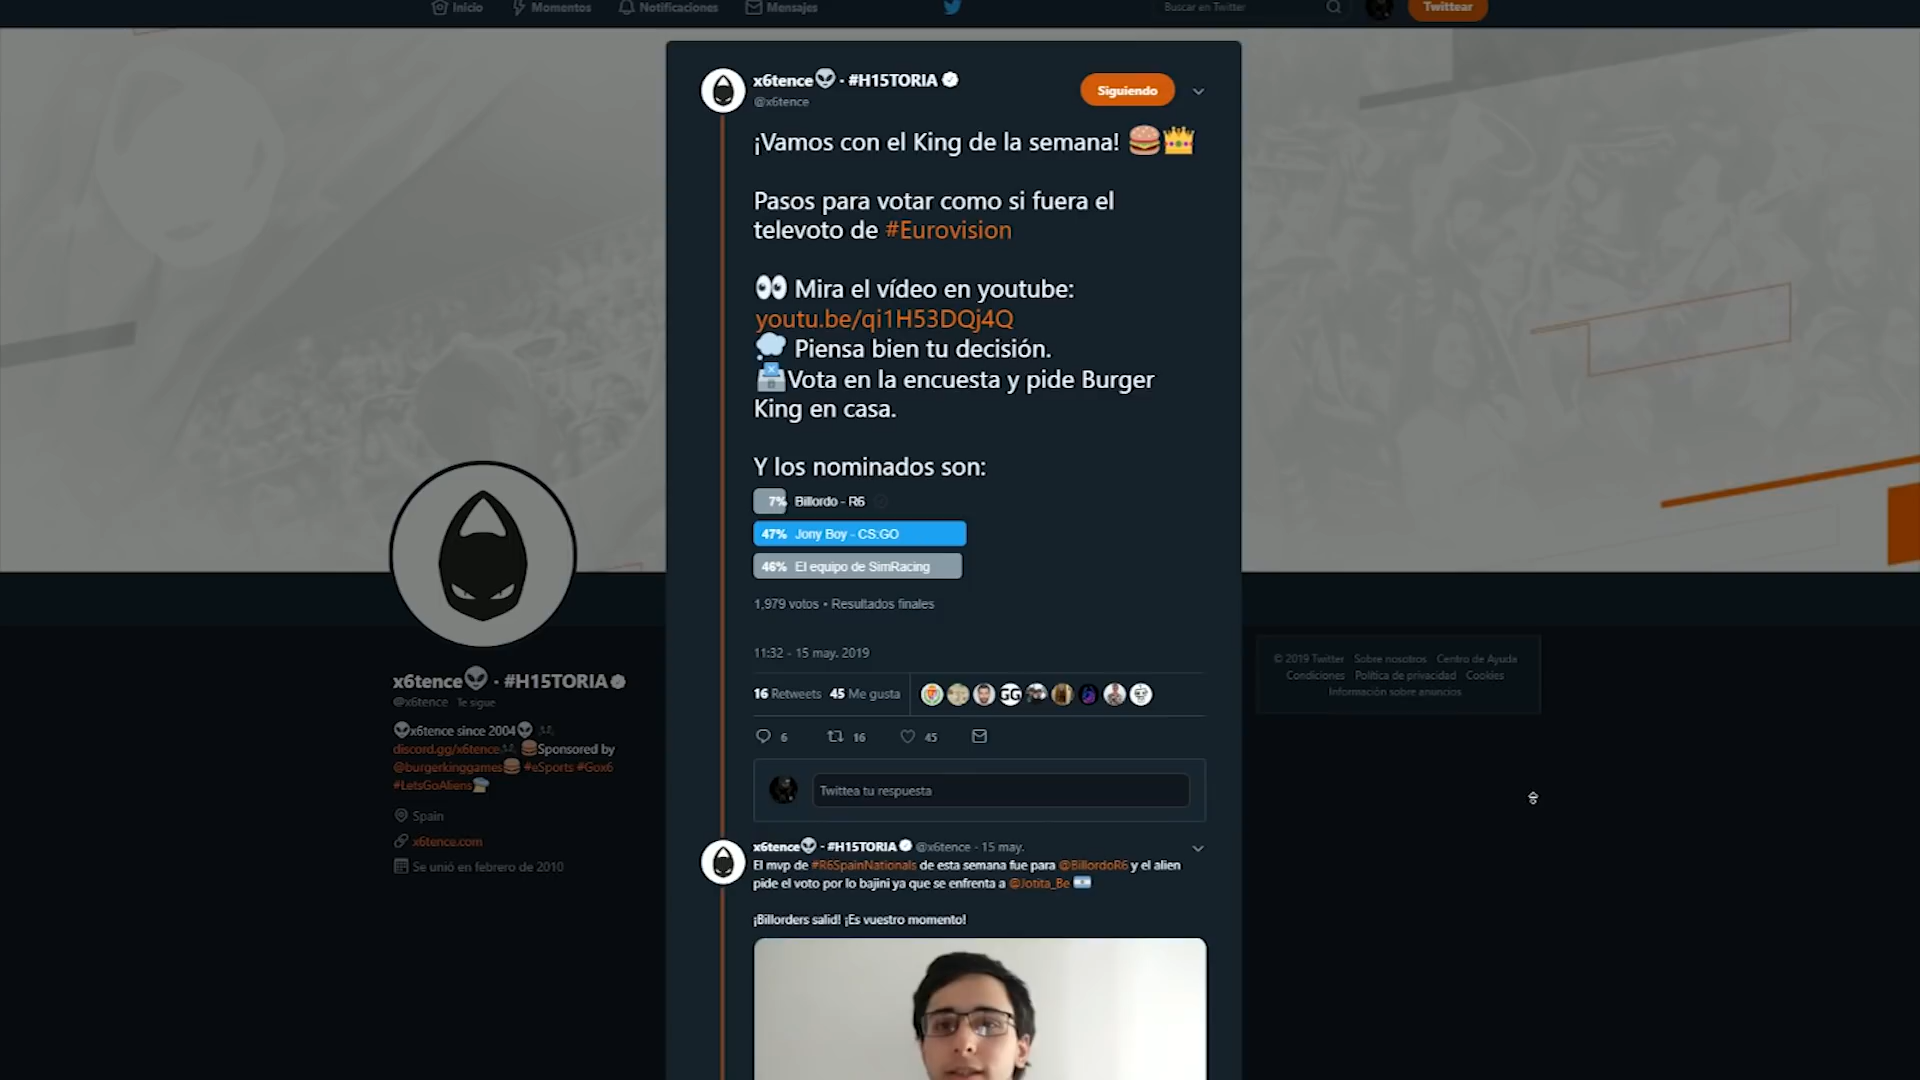 Inicio
Momentos
Notificaciones
Mensajes
Buscar en Twitter
Twittear
x6tence👽 · #H15TORIA
@x6tence
Siguiendo
¡Vamos con el King de la semana! 🍔👑
Pasos para votar como si fuera el
televoto de #Eurovision
👀 Mira el vídeo en youtube:
youtu.be/qi1H53DQj4Q
💭 Piensa bien tu decisión.
🗳Vota en la encuesta y pide Burger
King en casa.
Y los nominados son:
7% Billordo - R6
47% Jony Boy - CS:GO
46% El equipo de SimRacing
1,979 votos • Resultados finales
11:32 - 15 may. 2019
16 Retweets 45 Me gusta
GG
6 16 45
Twittea tu respuesta
x6tence👽 · #H15TORIA @x6tence · 15 may.
El mvp de #R6SpainNationals de esta semana fue para @BillordoR6 y el alien
pide el voto por lo bajini ya que se enfrenta a @Jotita_Be
¡Billorders salid! ¡Es vuestro momento!
x6tence👽 · #H15TORIA
@x6tence Te sigue
👽x6tence since 2004👽
discord.gg/x6tence 🍔Sponsored by
@burgerkinggames🍔 #eSports #Gox6
#LetsGoAliens
Spain
x6tence.com
Se unió en febrero de 2010
© 2019 Twitter Sobre nosotros Centro de Ayuda
Condiciones Política de privacidad Cookies
Información sobre anuncios